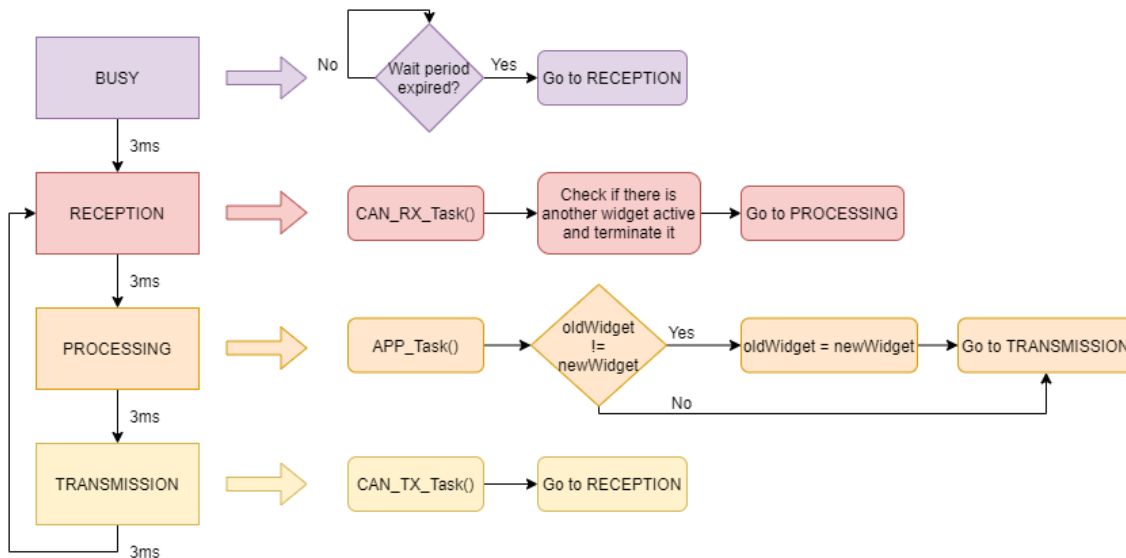 BUSY
No
Wait period
expired?
Yes
Go to RECEPTION
3ms
RECEPTION
CAN_RX_Task()
Check if there is
another widget active
and terminate it
Go to PROCESSING
3ms
PROCESSING
APP_Task()
oldWidget
!=
newWidget
Yes
oldWidget = newWidget
Go to TRANSMISSION
No
3ms
TRANSMISSION
CAN_TX_Task()
Go to RECEPTION
3ms